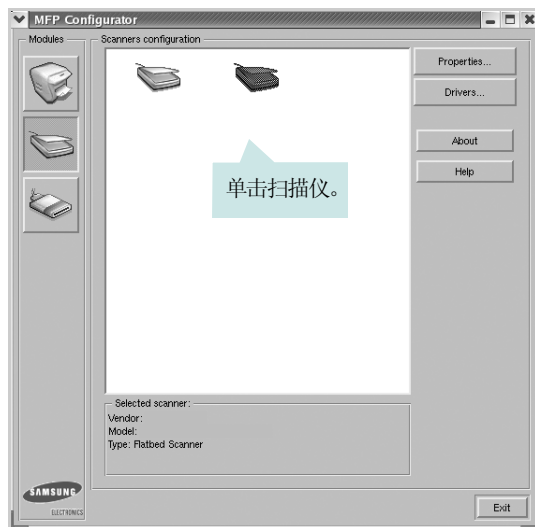 MFP Configurator
Modules
Scanners configuration
Properties...
Drivers...
About
Help
单击扫描仪。
Selected scanner:
Vendor:
Model:
Type: Flatbed Scanner
SAMSUNG
ELECTRONICS
Exit